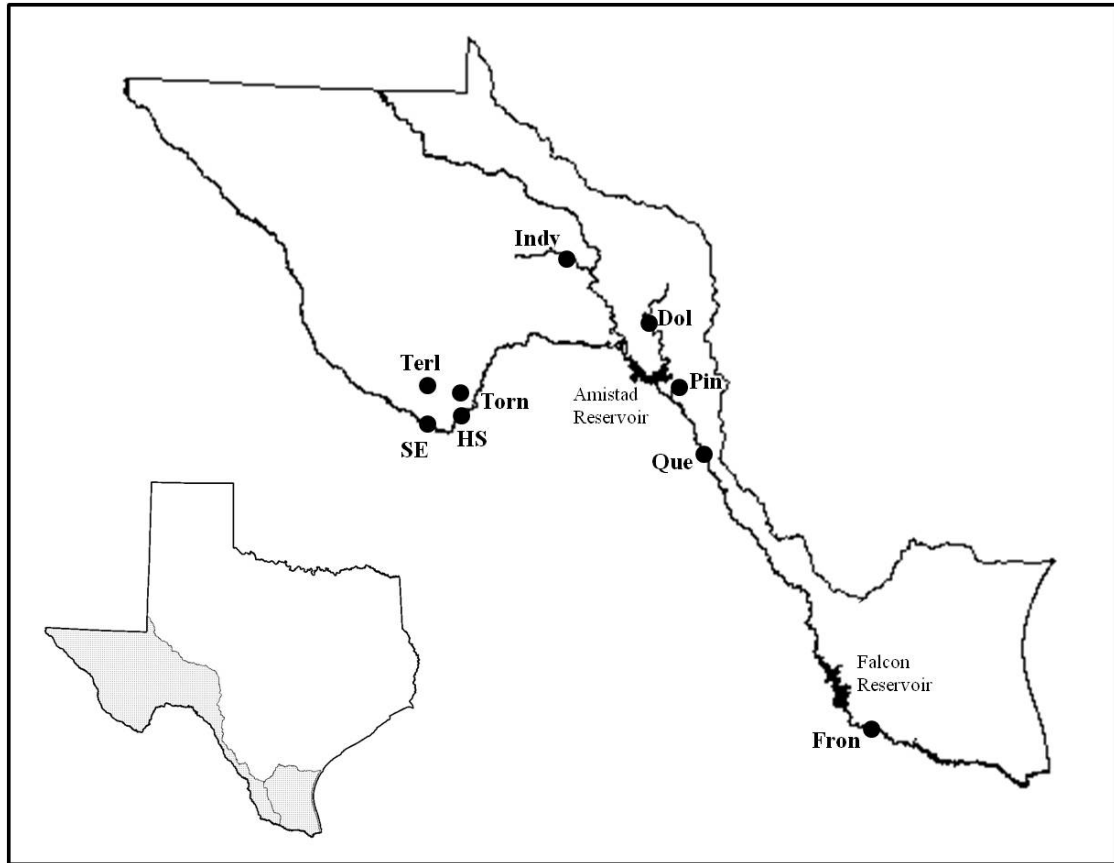 Indy
Dol
Terl
Pin
Amistad
Reservoir
Torn
HS
SE
Que
Falcon
Reservoir
Fron